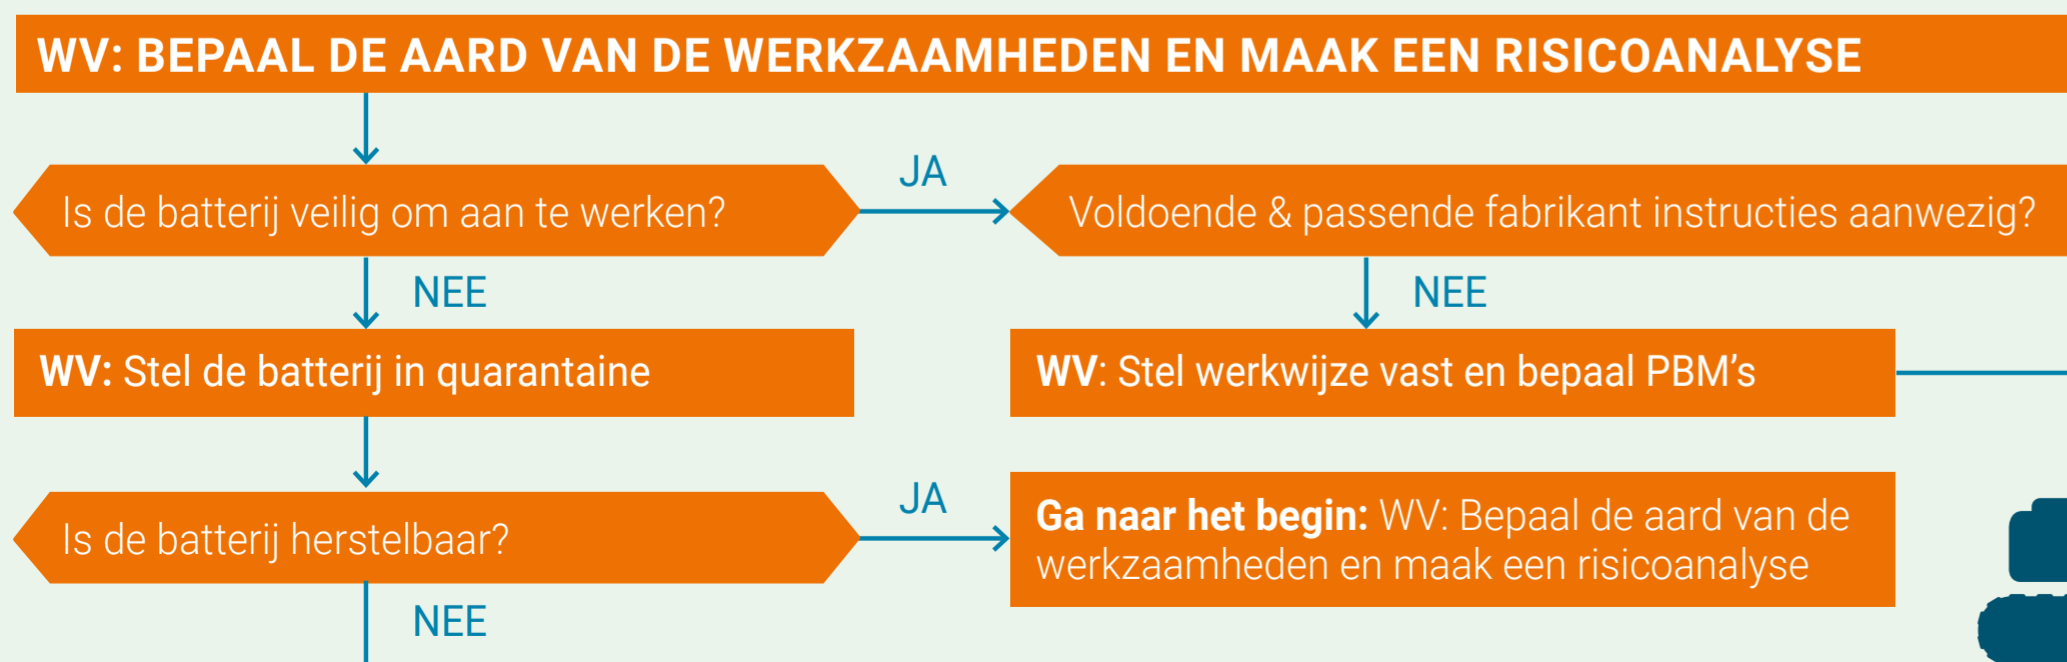 WV: BEPAAL DE AARD VAN DE WERKZAAMHEDEN EN MAAK EEN RISICOANALYSE
Is de batterij veilig om aan te werken?
JA
Voldoende & passende fabrikant instructies aanwezig?
NEE
NEE
WV: Stel de batterij in quarantaine
WV: Stel werkwijze vast en bepaal PBM's
Is de batterij herstelbaar?
JA
Ga naar het begin: WV: Bepaal de aard van de
werkzaamheden en maak een risicoanalyse
NEE